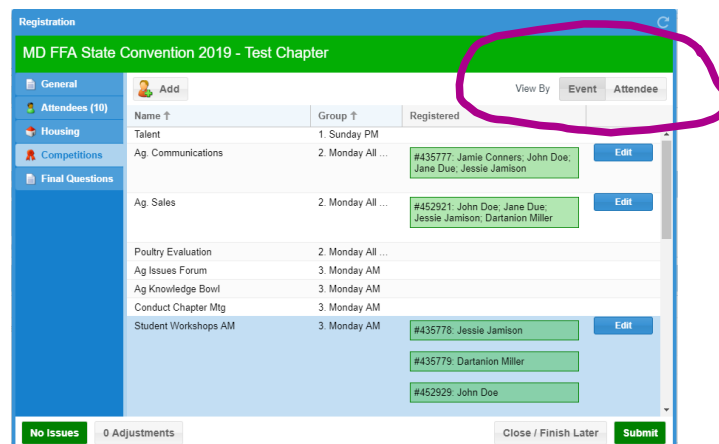 Registration
MD FFA State Convention 2019 - Test Chapter
General
Attendees (10)
Housing
Competitions
Final Questions
Add
View By Event Attendee
Name ↑ Group ↑ Registered
Talent 1. Sunday PM
Ag. Communications 2. Monday All ... #435777: Jamie Conners; John Doe; Edit
Jane Due; Jessie Jamison
Ag. Sales 2. Monday All ... #452921: John Doe; Jane Due; Edit
Jessie Jamison; Dartanion Miller
Poultry Evaluation 2. Monday All ...
Ag Issues Forum 3. Monday AM
Ag Knowledge Bowl 3. Monday AM
Conduct Chapter Mtg 3. Monday AM
Student Workshops AM 3. Monday AM #435778: Jessie Jamison Edit
#435779: Dartanion Miller
#452929: John Doe
No Issues 0 Adjustments Close / Finish Later Submit